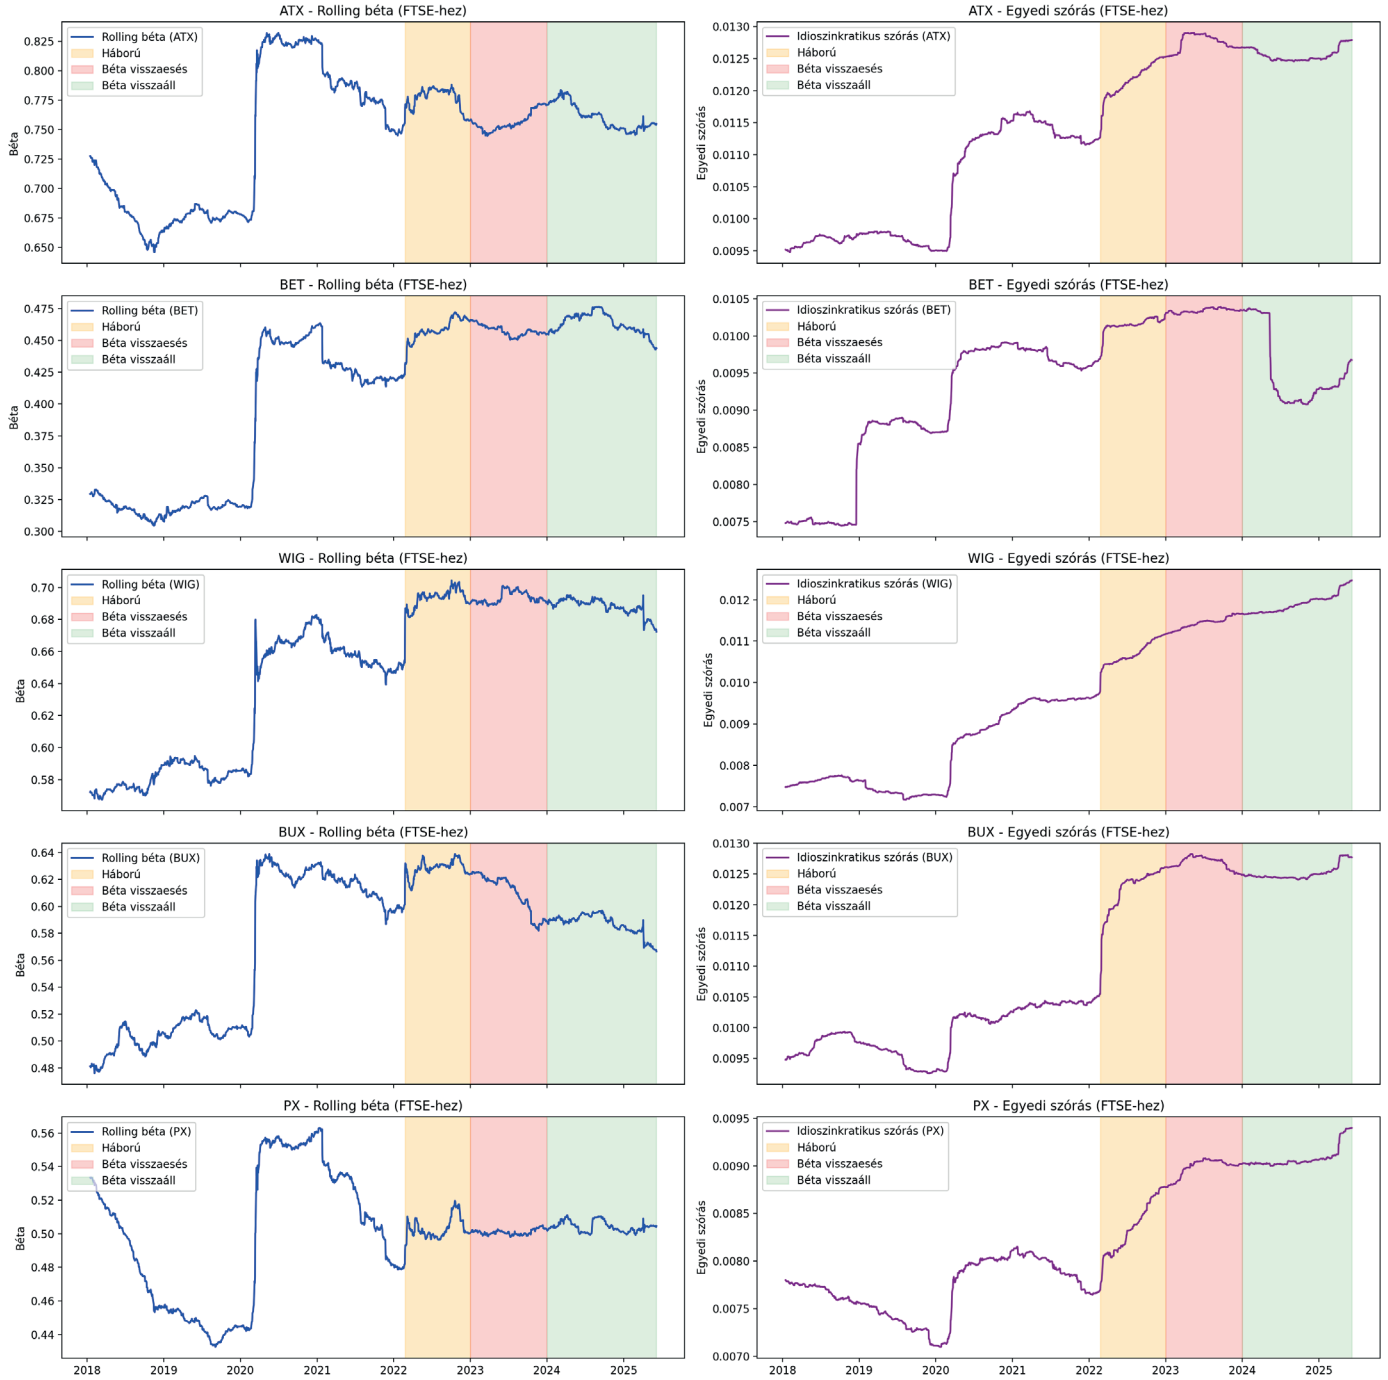 ATX - Rolling béta (FTSE-hez)
Rolling béta (ATX)
Háború
Béta visszaesés
Béta visszaáll
Béta
0.825
0.800
0.775
0.750
0.725
0.700
0.675
0.650
ATX - Egyedi szórás (FTSE-hez)
Idioszinkratikus szórás (ATX)
Háború
Béta visszaesés
Béta visszaáll
Egyedi szórás
0.0130
0.0125
0.0120
0.0115
0.0110
0.0105
0.0100
0.0095
BET - Rolling béta (FTSE-hez)
Rolling béta (BET)
Háború
Béta visszaesés
Béta visszaáll
Béta
0.475
0.450
0.425
0.400
0.375
0.350
0.325
0.300
BET - Egyedi szórás (FTSE-hez)
Idioszinkratikus szórás (BET)
Háború
Béta visszaesés
Béta visszaáll
Egyedi szórás
0.0105
0.0100
0.0095
0.0090
0.0085
0.0080
0.0075
WIG - Rolling béta (FTSE-hez)
Rolling béta (WIG)
Háború
Béta visszaesés
Béta visszaáll
Béta
0.70
0.68
0.66
0.64
0.62
0.60
0.58
WIG - Egyedi szórás (FTSE-hez)
Idioszinkratikus szórás (WIG)
Háború
Béta visszaesés
Béta visszaáll
Egyedi szórás
0.012
0.011
0.010
0.009
0.008
0.007
BUX - Rolling béta (FTSE-hez)
Rolling béta (BUX)
Háború
Béta visszaesés
Béta visszaáll
Béta
0.64
0.62
0.60
0.58
0.56
0.54
0.52
0.50
0.48
BUX - Egyedi szórás (FTSE-hez)
Idioszinkratikus szórás (BUX)
Háború
Béta visszaesés
Béta visszaáll
Egyedi szórás
0.0130
0.0125
0.0120
0.0115
0.0110
0.0105
0.0100
0.0095
PX - Rolling béta (FTSE-hez)
Rolling béta (PX)
Háború
Béta visszaesés
Béta visszaáll
Béta
0.56
0.54
0.52
0.50
0.48
0.46
0.44
2018 2019 2020 2021 2022 2023 2024 2025
PX - Egyedi szórás (FTSE-hez)
Idioszinkratikus szórás (PX)
Háború
Béta visszaesés
Béta visszaáll
Egyedi szórás
0.0095
0.0090
0.0085
0.0080
0.0075
0.0070
2018 2019 2020 2021 2022 2023 2024 2025